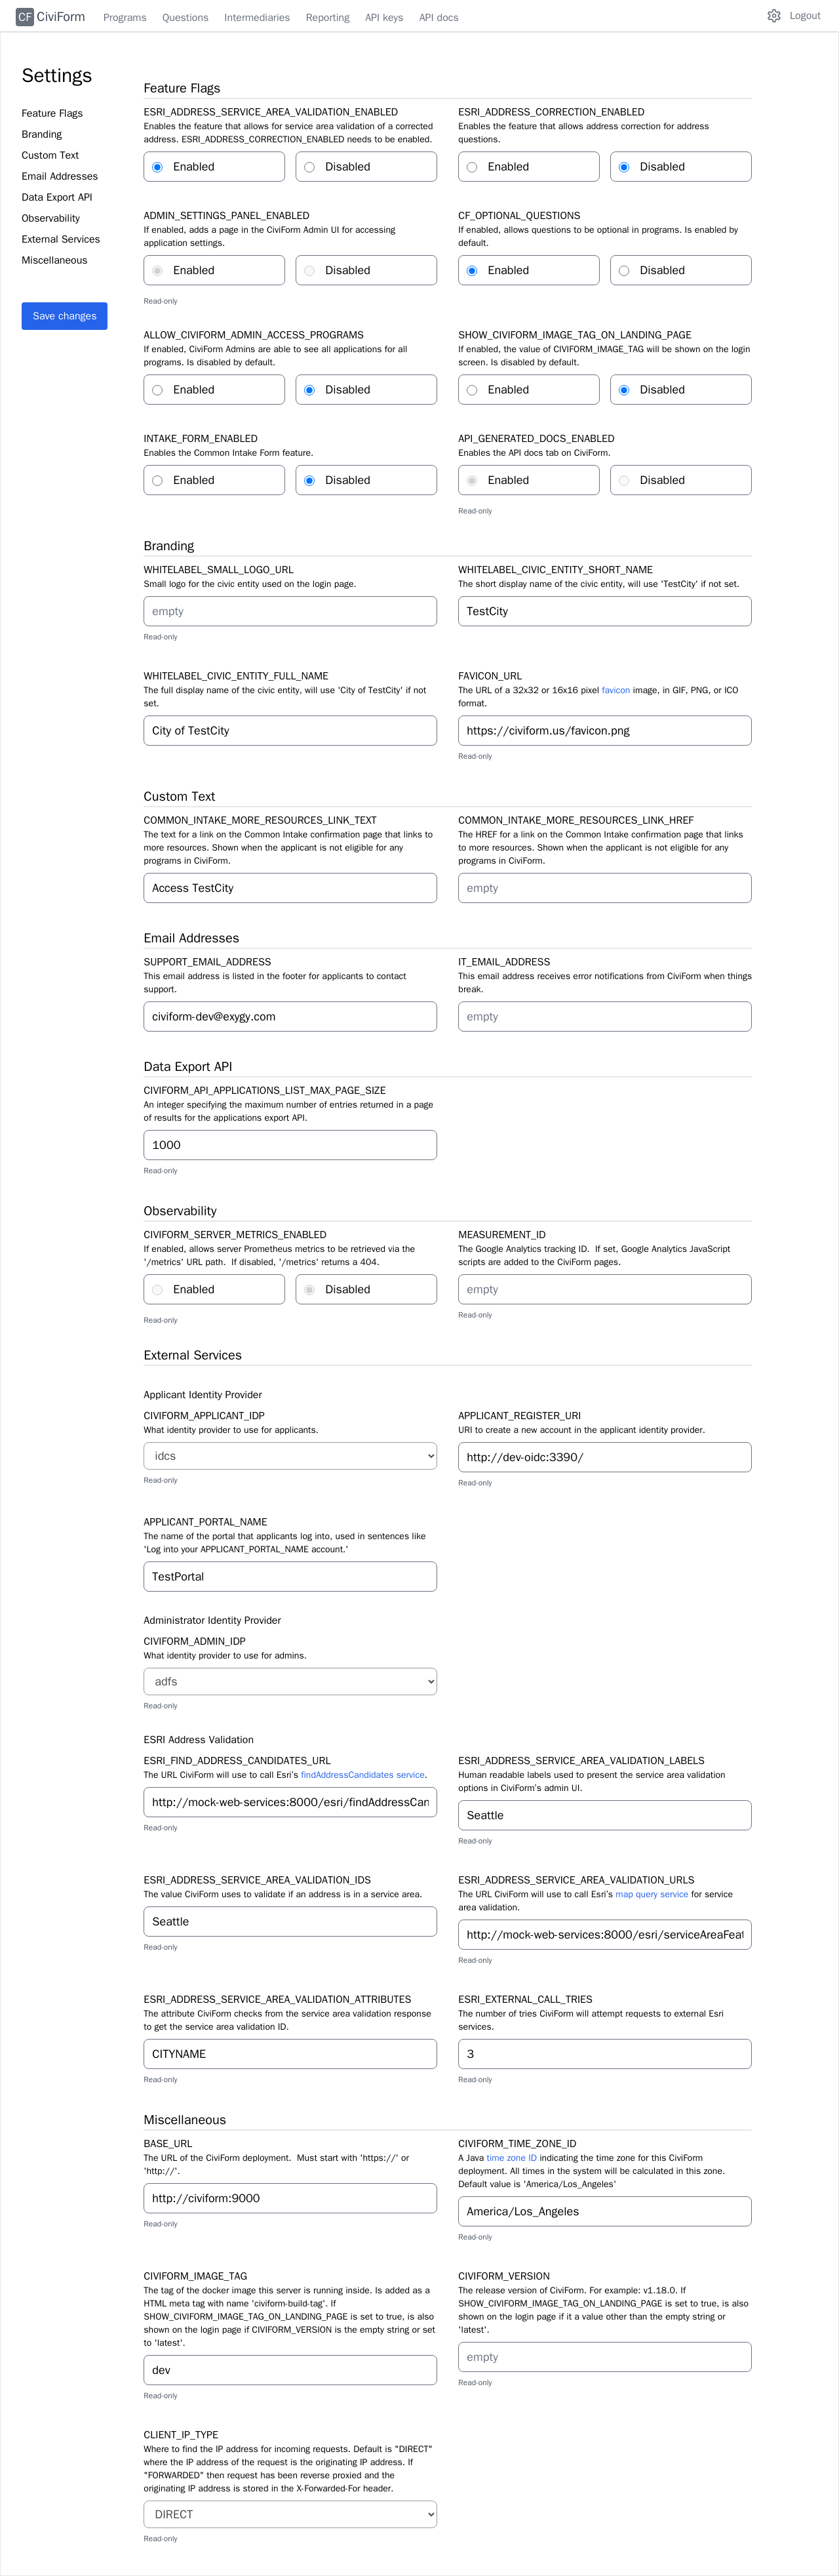 CF CiviForm Programs Questions Intermediaries Reporting API keys API docs Logout
Settings
Feature Flags
Branding
Custom Text
Email Addresses
Data Export API
Observability
External Services
Miscellaneous
Save changes
Feature Flags
ESRI_ADDRESS_SERVICE_AREA_VALIDATION_ENABLED
Enables the feature that allows for service area validation of a corrected
address. ESRI_ADDRESS_CORRECTION_ENABLED needs to be enabled.
Enabled Disabled
ESRI_ADDRESS_CORRECTION_ENABLED
Enables the feature that allows address correction for address
questions.
Enabled Disabled
ADMIN_SETTINGS_PANEL_ENABLED
If enabled, adds a page in the CiviForm Admin UI for accessing
application settings.
Enabled Disabled
Read-only
CF_OPTIONAL_QUESTIONS
If enabled, allows questions to be optional in programs. Is enabled by
default.
Enabled Disabled
ALLOW_CIVIFORM_ADMIN_ACCESS_PROGRAMS
If enabled, CiviForm Admins are able to see all applications for all
programs. Is disabled by default.
Enabled Disabled
SHOW_CIVIFORM_IMAGE_TAG_ON_LANDING_PAGE
If enabled, the value of CIVIFORM_IMAGE_TAG will be shown on the login
screen. Is disabled by default.
Enabled Disabled
INTAKE_FORM_ENABLED
Enables the Common Intake Form feature.
Enabled Disabled
API_GENERATED_DOCS_ENABLED
Enables the API docs tab on CiviForm.
Enabled Disabled
Read-only
Branding
WHITELABEL_SMALL_LOGO_URL
Small logo for the civic entity used on the login page.
empty
Read-only
WHITELABEL_CIVIC_ENTITY_SHORT_NAME
The short display name of the civic entity, will use 'TestCity' if not set.
TestCity
WHITELABEL_CIVIC_ENTITY_FULL_NAME
The full display name of the civic entity, will use 'City of TestCity' if not
set.
City of TestCity
FAVICON_URL
The URL of a 32x32 or 16x16 pixel favicon image, in GIF, PNG, or ICO
format.
https://civiform.us/favicon.png
Read-only
Custom Text
COMMON_INTAKE_MORE_RESOURCES_LINK_TEXT
The text for a link on the Common Intake confirmation page that links to
more resources. Shown when the applicant is not eligible for any
programs in CiviForm.
Access TestCity
COMMON_INTAKE_MORE_RESOURCES_LINK_HREF
The HREF for a link on the Common Intake confirmation page that links
to more resources. Shown when the applicant is not eligible for any
programs in CiviForm.
empty
Email Addresses
SUPPORT_EMAIL_ADDRESS
This email address is listed in the footer for applicants to contact
support.
civiform-dev@exygy.com
IT_EMAIL_ADDRESS
This email address receives error notifications from CiviForm when things
break.
empty
Data Export API
CIVIFORM_API_APPLICATIONS_LIST_MAX_PAGE_SIZE
An integer specifying the maximum number of entries returned in a page
of results for the applications export API.
1000
Read-only
Observability
CIVIFORM_SERVER_METRICS_ENABLED
If enabled, allows server Prometheus metrics to be retrieved via the
'/metrics' URL path.  If disabled, '/metrics' returns a 404.
Enabled Disabled
Read-only
MEASUREMENT_ID
The Google Analytics tracking ID.  If set, Google Analytics JavaScript
scripts are added to the CiviForm pages.
empty
Read-only
External Services
Applicant Identity Provider
CIVIFORM_APPLICANT_IDP
What identity provider to use for applicants.
idcs
Read-only
APPLICANT_REGISTER_URI
URI to create a new account in the applicant identity provider.
http://dev-oidc:3390/
Read-only
APPLICANT_PORTAL_NAME
The name of the portal that applicants log into, used in sentences like
'Log into your APPLICANT_PORTAL_NAME account.'
TestPortal
Administrator Identity Provider
CIVIFORM_ADMIN_IDP
What identity provider to use for admins.
adfs
Read-only
ESRI Address Validation
ESRI_FIND_ADDRESS_CANDIDATES_URL
The URL CiviForm will use to call Esri's findAddressCandidates service.
http://mock-web-services:8000/esri/findAddressCan
Read-only
ESRI_ADDRESS_SERVICE_AREA_VALIDATION_LABELS
Human readable labels used to present the service area validation
options in CiviForm's admin UI.
Seattle
Read-only
ESRI_ADDRESS_SERVICE_AREA_VALIDATION_IDS
The value CiviForm uses to validate if an address is in a service area.
Seattle
Read-only
ESRI_ADDRESS_SERVICE_AREA_VALIDATION_URLS
The URL CiviForm will use to call Esri's map query service for service
area validation.
http://mock-web-services:8000/esri/serviceAreaFeat
Read-only
ESRI_ADDRESS_SERVICE_AREA_VALIDATION_ATTRIBUTES
The attribute CiviForm checks from the service area validation response
to get the service area validation ID.
CITYNAME
Read-only
ESRI_EXTERNAL_CALL_TRIES
The number of tries CiviForm will attempt requests to external Esri
services.
3
Read-only
Miscellaneous
BASE_URL
The URL of the CiviForm deployment.  Must start with 'https://' or
'http://'.
http://civiform:9000
Read-only
CIVIFORM_TIME_ZONE_ID
A Java time zone ID indicating the time zone for this CiviForm
deployment. All times in the system will be calculated in this zone.
Default value is 'America/Los_Angeles'
America/Los_Angeles
Read-only
CIVIFORM_IMAGE_TAG
The tag of the docker image this server is running inside. Is added as a
HTML meta tag with name 'civiform-build-tag'. If
SHOW_CIVIFORM_IMAGE_TAG_ON_LANDING_PAGE is set to true, is also
shown on the login page if CIVIFORM_VERSION is the empty string or set
to 'latest'.
dev
Read-only
CIVIFORM_VERSION
The release version of CiviForm. For example: v1.18.0. If
SHOW_CIVIFORM_IMAGE_TAG_ON_LANDING_PAGE is set to true, is also
shown on the login page if it a value other than the empty string or
'latest'.
empty
Read-only
CLIENT_IP_TYPE
Where to find the IP address for incoming requests. Default is "DIRECT"
where the IP address of the request is the originating IP address. If
"FORWARDED" then request has been reverse proxied and the
originating IP address is stored in the X-Forwarded-For header.
DIRECT
Read-only